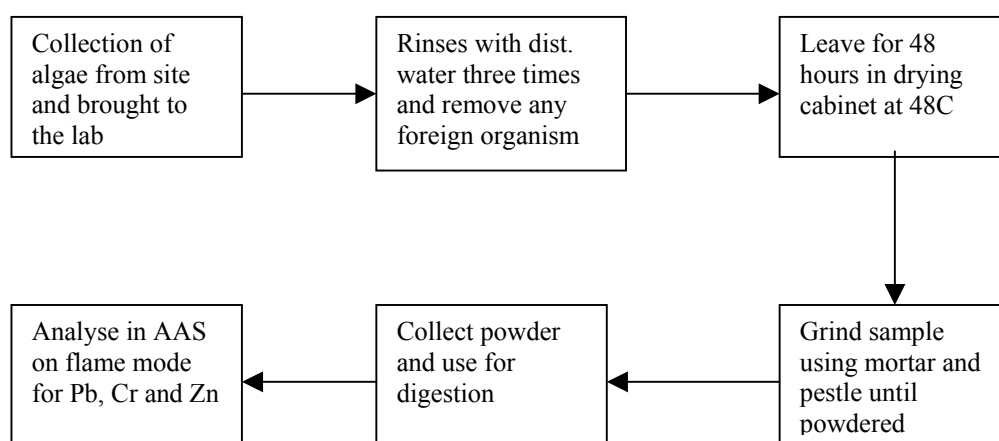 Collection of
algae from site
and brought to
the lab
Rinses with dist.
water three times
and remove any
foreign organism
Leave for 48
hours in drying
cabinet at 48C
Grind sample
using mortar and
pestle until
powdered
Collect powder
and use for
digestion
Analyse in AAS
on flame mode
for Pb, Cr and Zn